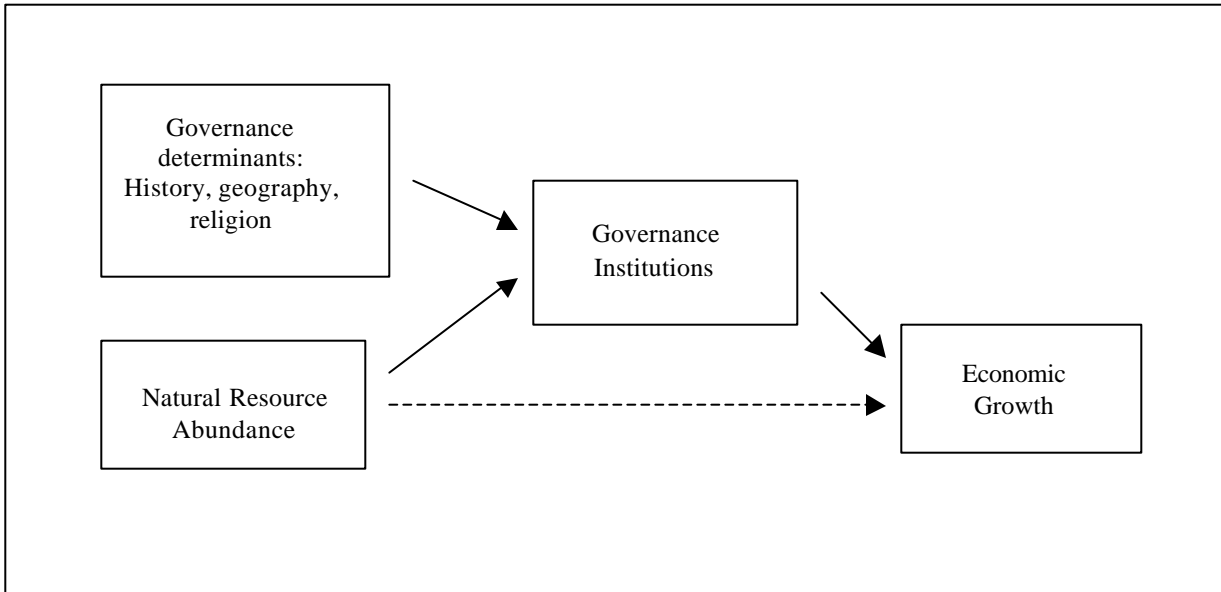 Governance
determinants:
History, geography,
religion
Governance
Institutions
Natural Resource
Abundance
Economic
Growth